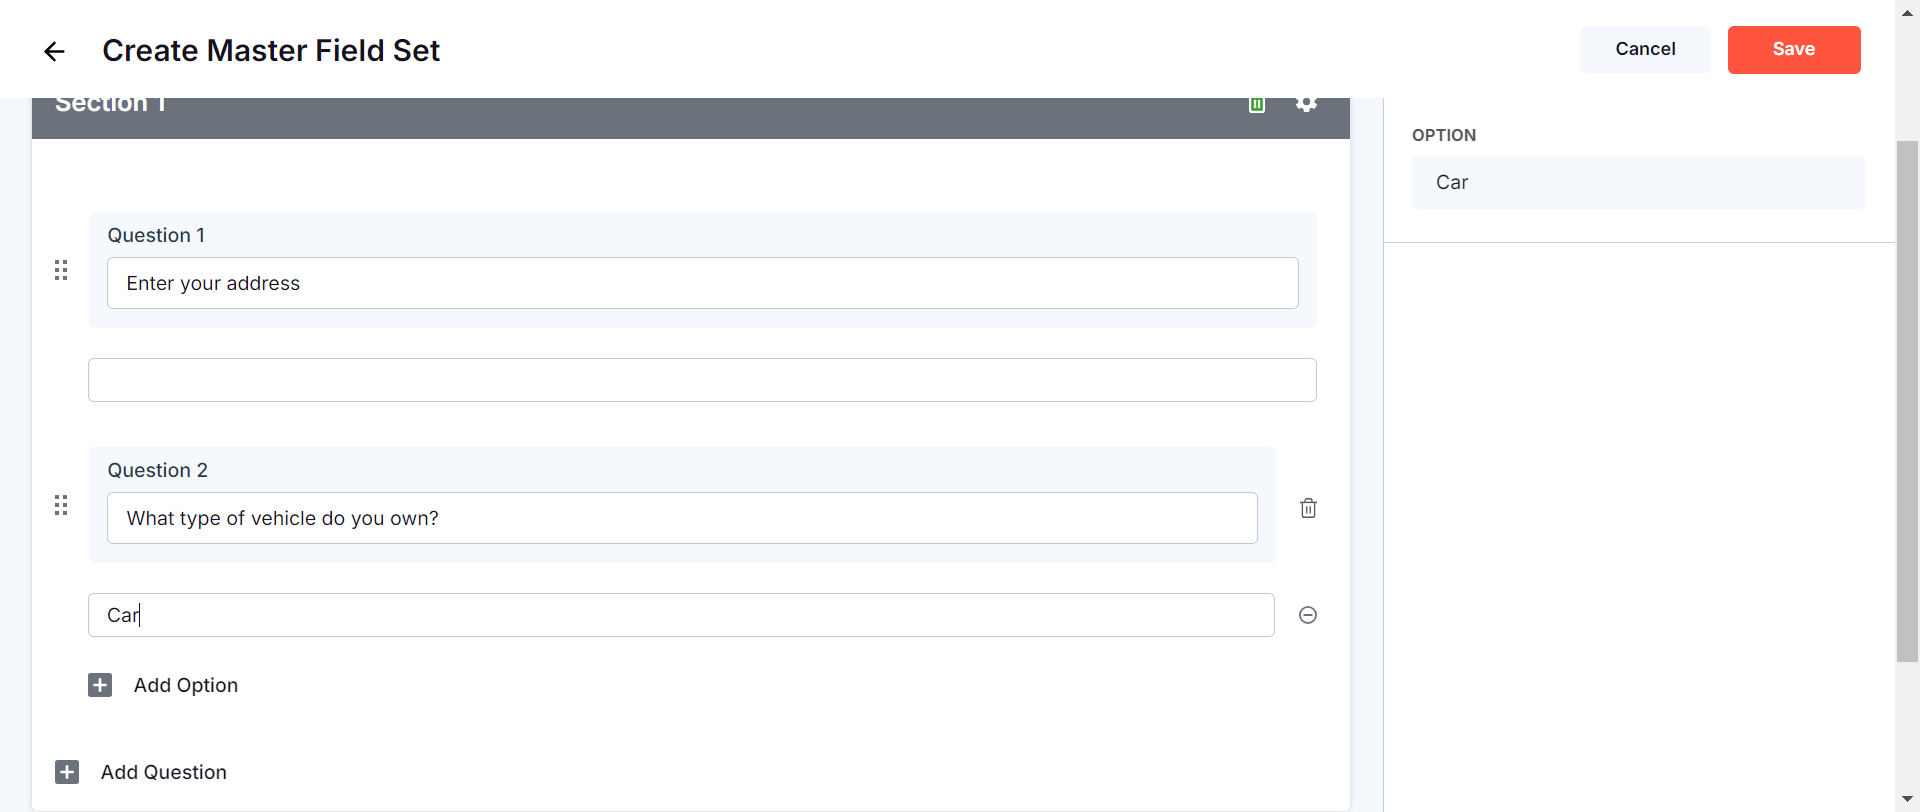 Create Master Field Set
Cancel
Save
Section 1
Question 1
Enter your address
Question 2
What type of vehicle do you own?
Car
Add Option
Add Question
OPTION
Car